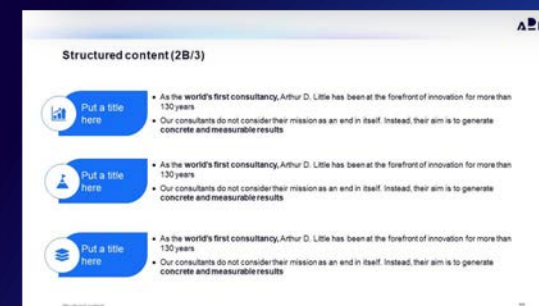 Structured content (2B/3)
Put a title
here
• As the world's first consultancy, Arthur D. Little has been at the forefront of innovation for more than
130 years
• Our consultants do not consider their mission as an end in itself. Instead, their aim is to generate
concrete and measurable results
Put a title
here
• As the world's first consultancy, Arthur D. Little has been at the forefront of innovation for more than
130 years
• Our consultants do not consider their mission as an end in itself. Instead, their aim is to generate
concrete and measurable results
Put a title
here
• As the world's first consultancy, Arthur D. Little has been at the forefront of innovation for more than
130 years
• Our consultants do not consider their mission as an end in itself. Instead, their aim is to generate
concrete and measurable results